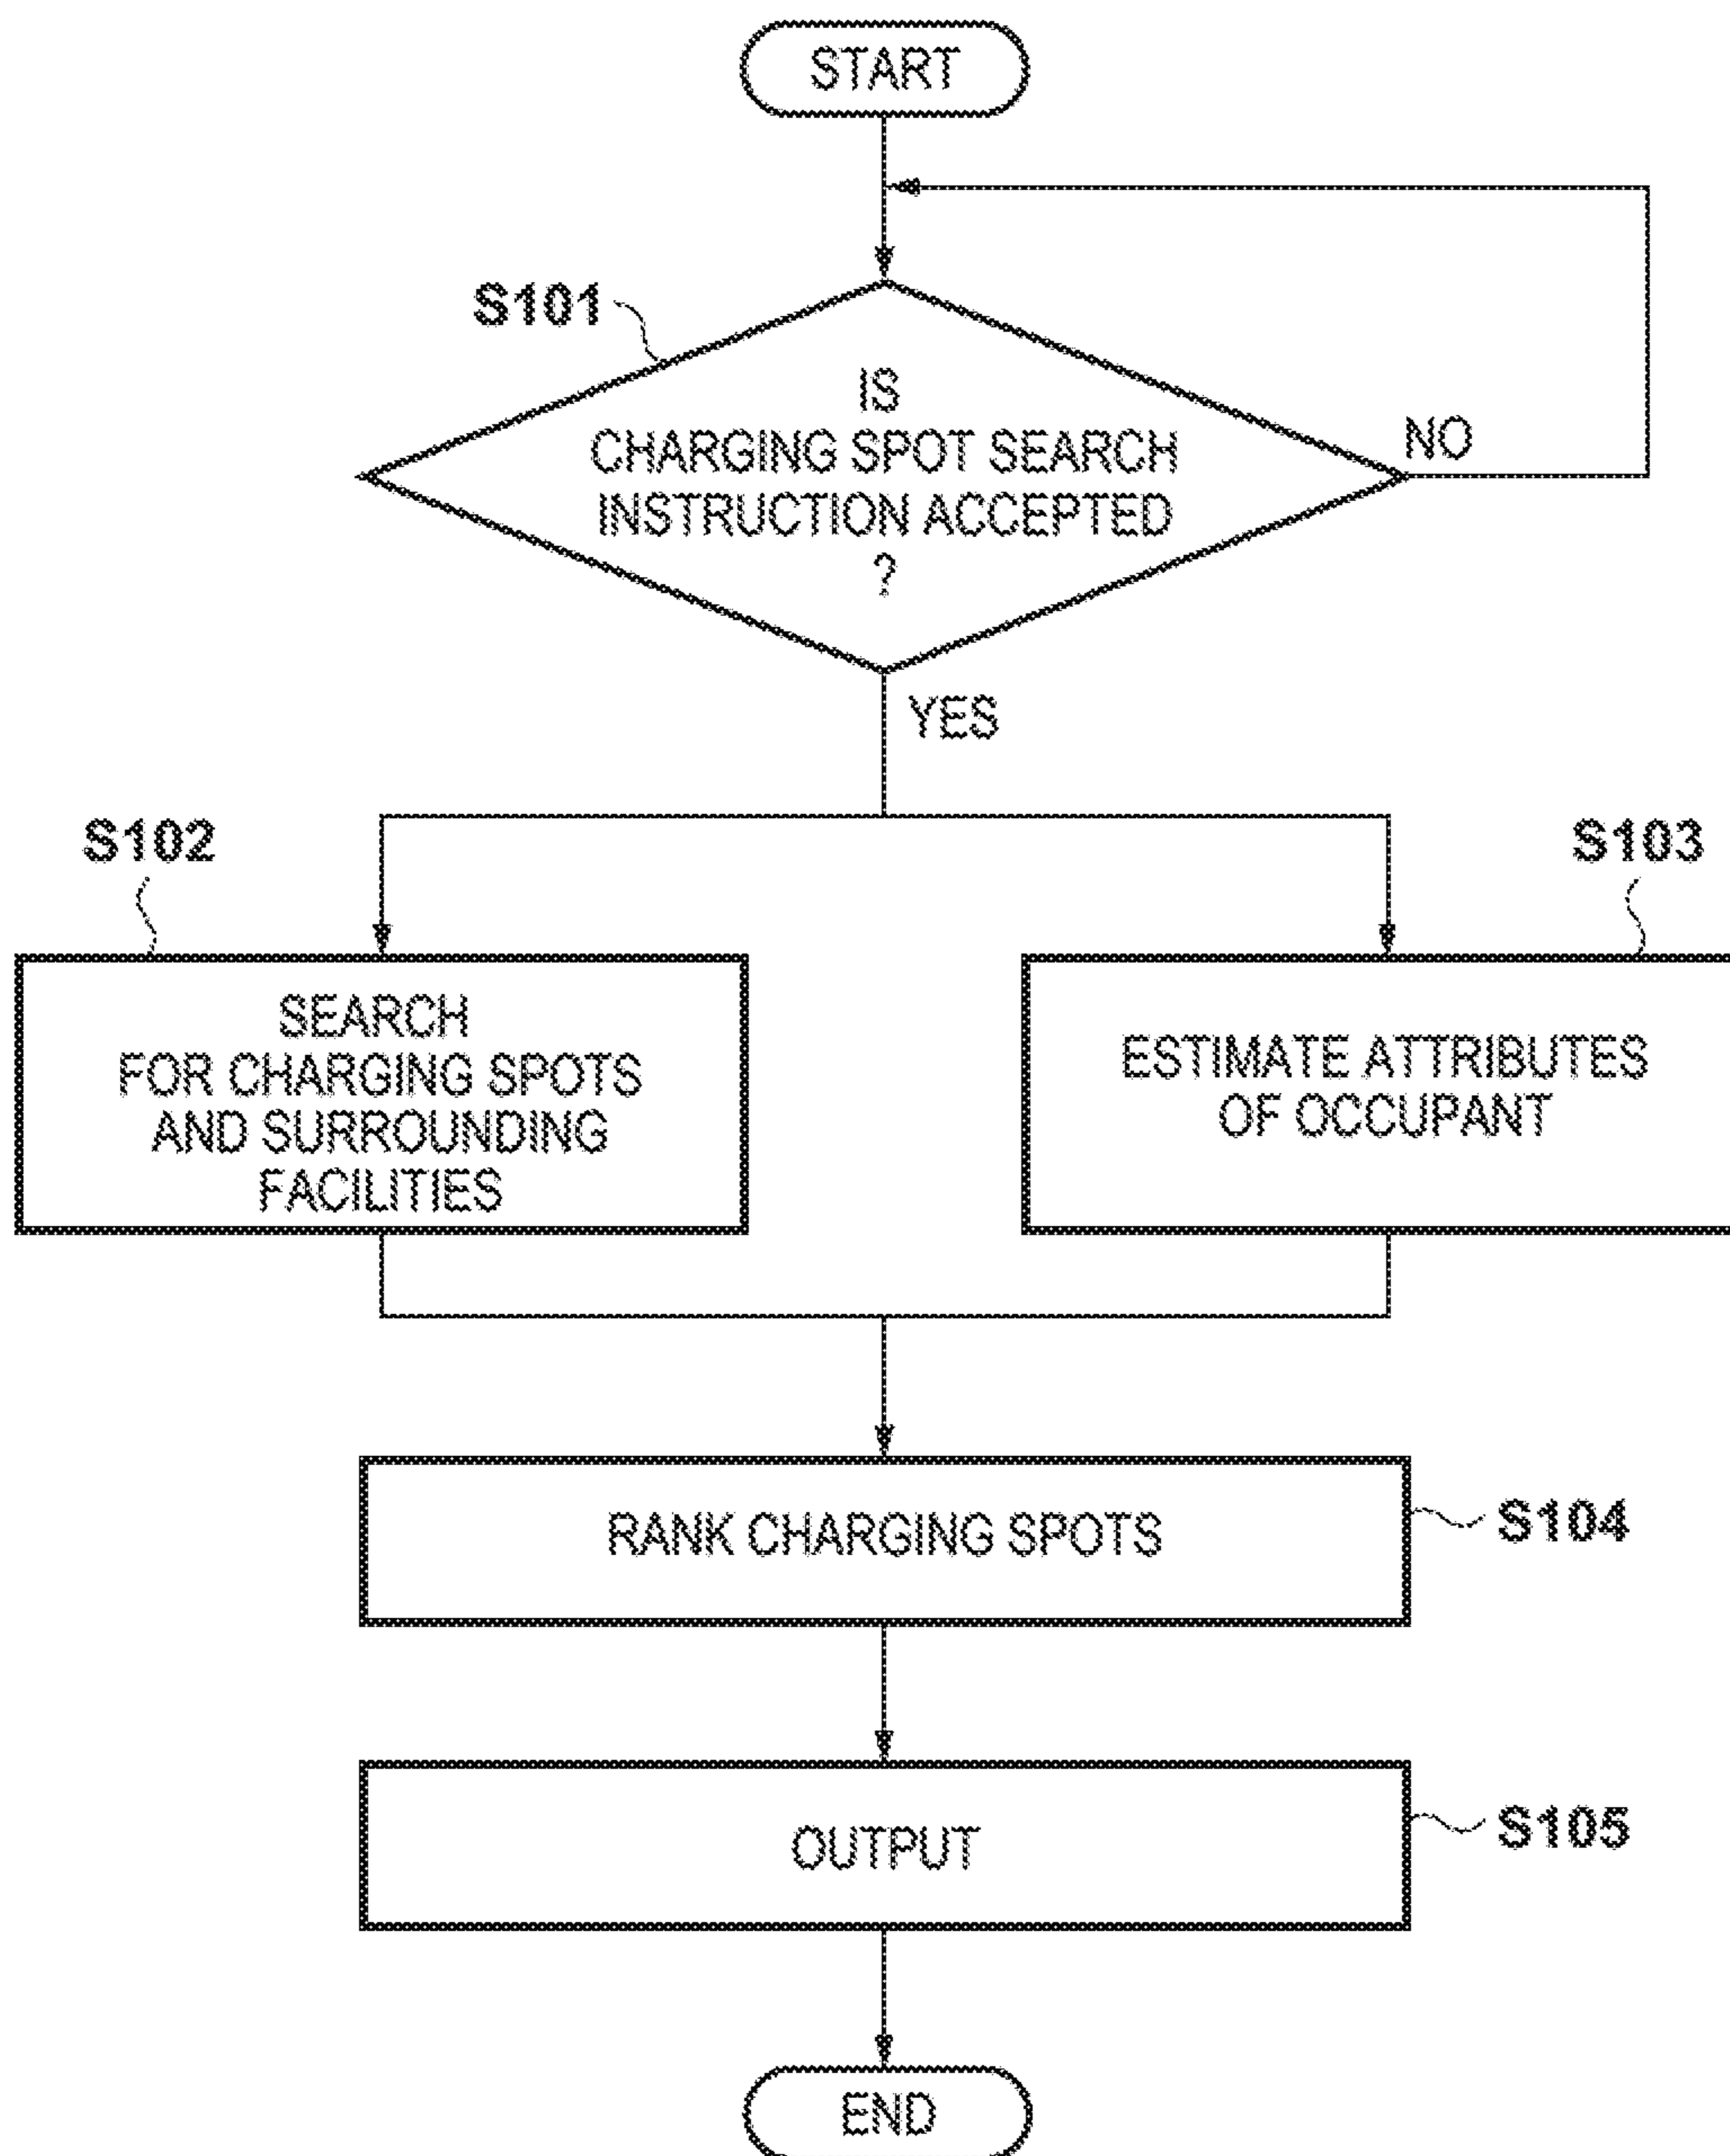 START
S101
IS
CHARGING SPOT SEARCH
INSTRUCTION ACCEPTED
?
NO
YES
S102
S103
SEARCH
FOR CHARGING SPOTS
AND SURROUNDING
FACILITIES
ESTIMATE ATTRIBUTES
OF OCCUPANT
RANK CHARGING SPOTS
S104
OUTPUT
S105
END